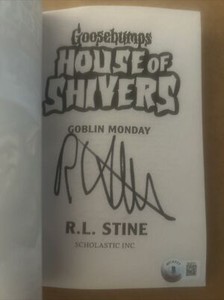 Goosebumps
HOUSE OF
SHIVERS
GOBLIN MONDAY
R.L. STINE
SCHOLASTIC INC